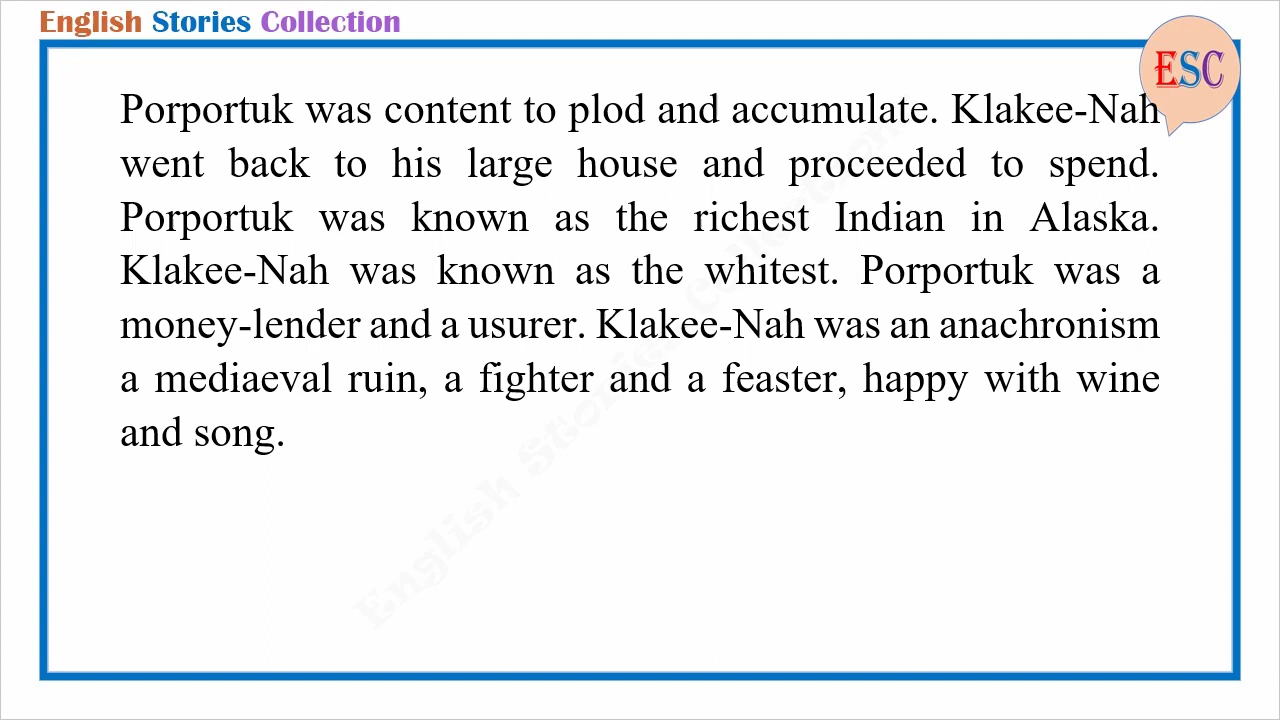 English Stories Collection
ESC
Porportuk was content to plod and accumulate. Klakee-Nah
went back to his large house and proceeded to spend.
Porportuk was known as the richest Indian in Alaska.
Klakee-Nah was known as the whitest. Porportuk was a
money-lender and a usurer. Klakee-Nah was an anachronism
a mediaeval ruin, a fighter and a feaster, happy with wine
and song.
English Stories Collection